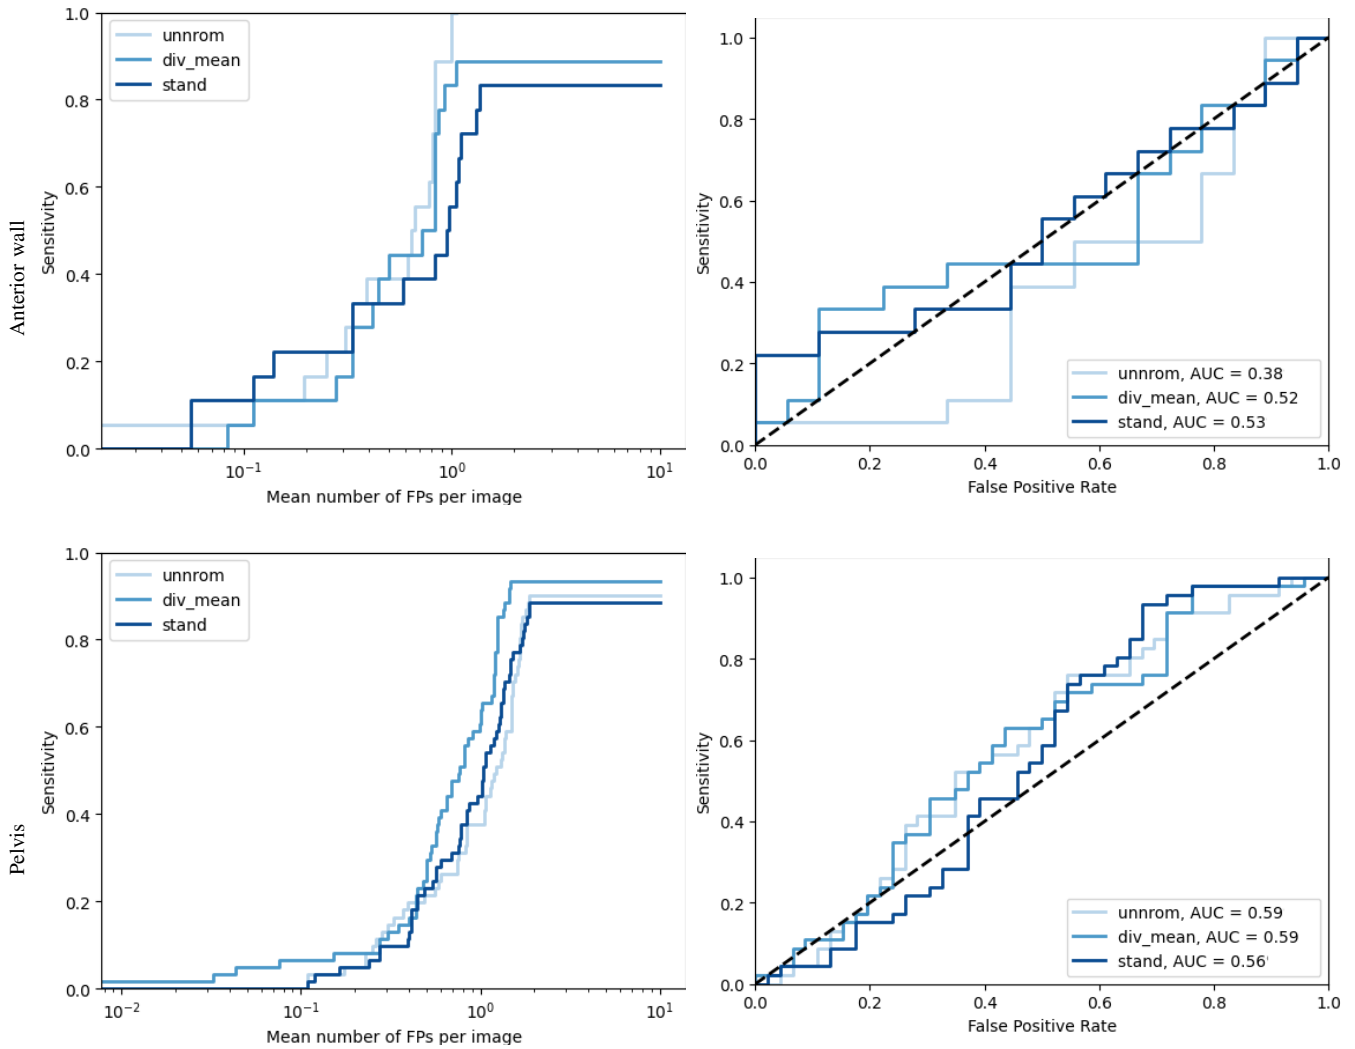 Anterior wall
Sensitivity
1.0
0.8
0.6
0.4
0.2
0.0
unnrom
div_mean
stand
10⁻¹ 10⁰ 10¹
Mean number of FPs per image
Sensitivity
1.0
0.8
0.6
0.4
0.2
0.0
unnrom, AUC = 0.38
div_mean, AUC = 0.52
stand, AUC = 0.53
0.0 0.2 0.4 0.6 0.8 1.0
False Positive Rate
Pelvis
Sensitivity
1.0
0.8
0.6
0.4
0.2
0.0
unnrom
div_mean
stand
10⁻² 10⁻¹ 10⁰ 10¹
Mean number of FPs per image
Sensitivity
1.0
0.8
0.6
0.4
0.2
0.0
unnrom, AUC = 0.59
div_mean, AUC = 0.59
stand, AUC = 0.56
0.0 0.2 0.4 0.6 0.8 1.0
False Positive Rate